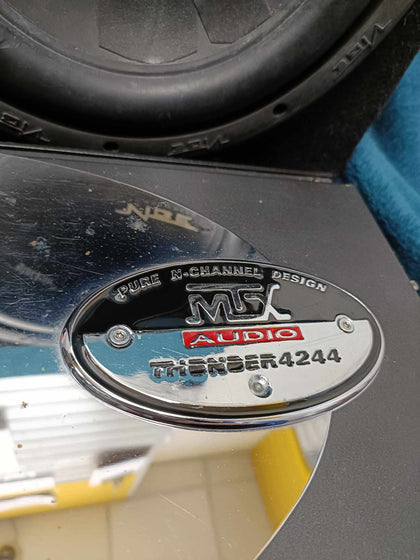 PURE N-CHANNEL DESIGN
MTX
AUDIO
THUNDER4244